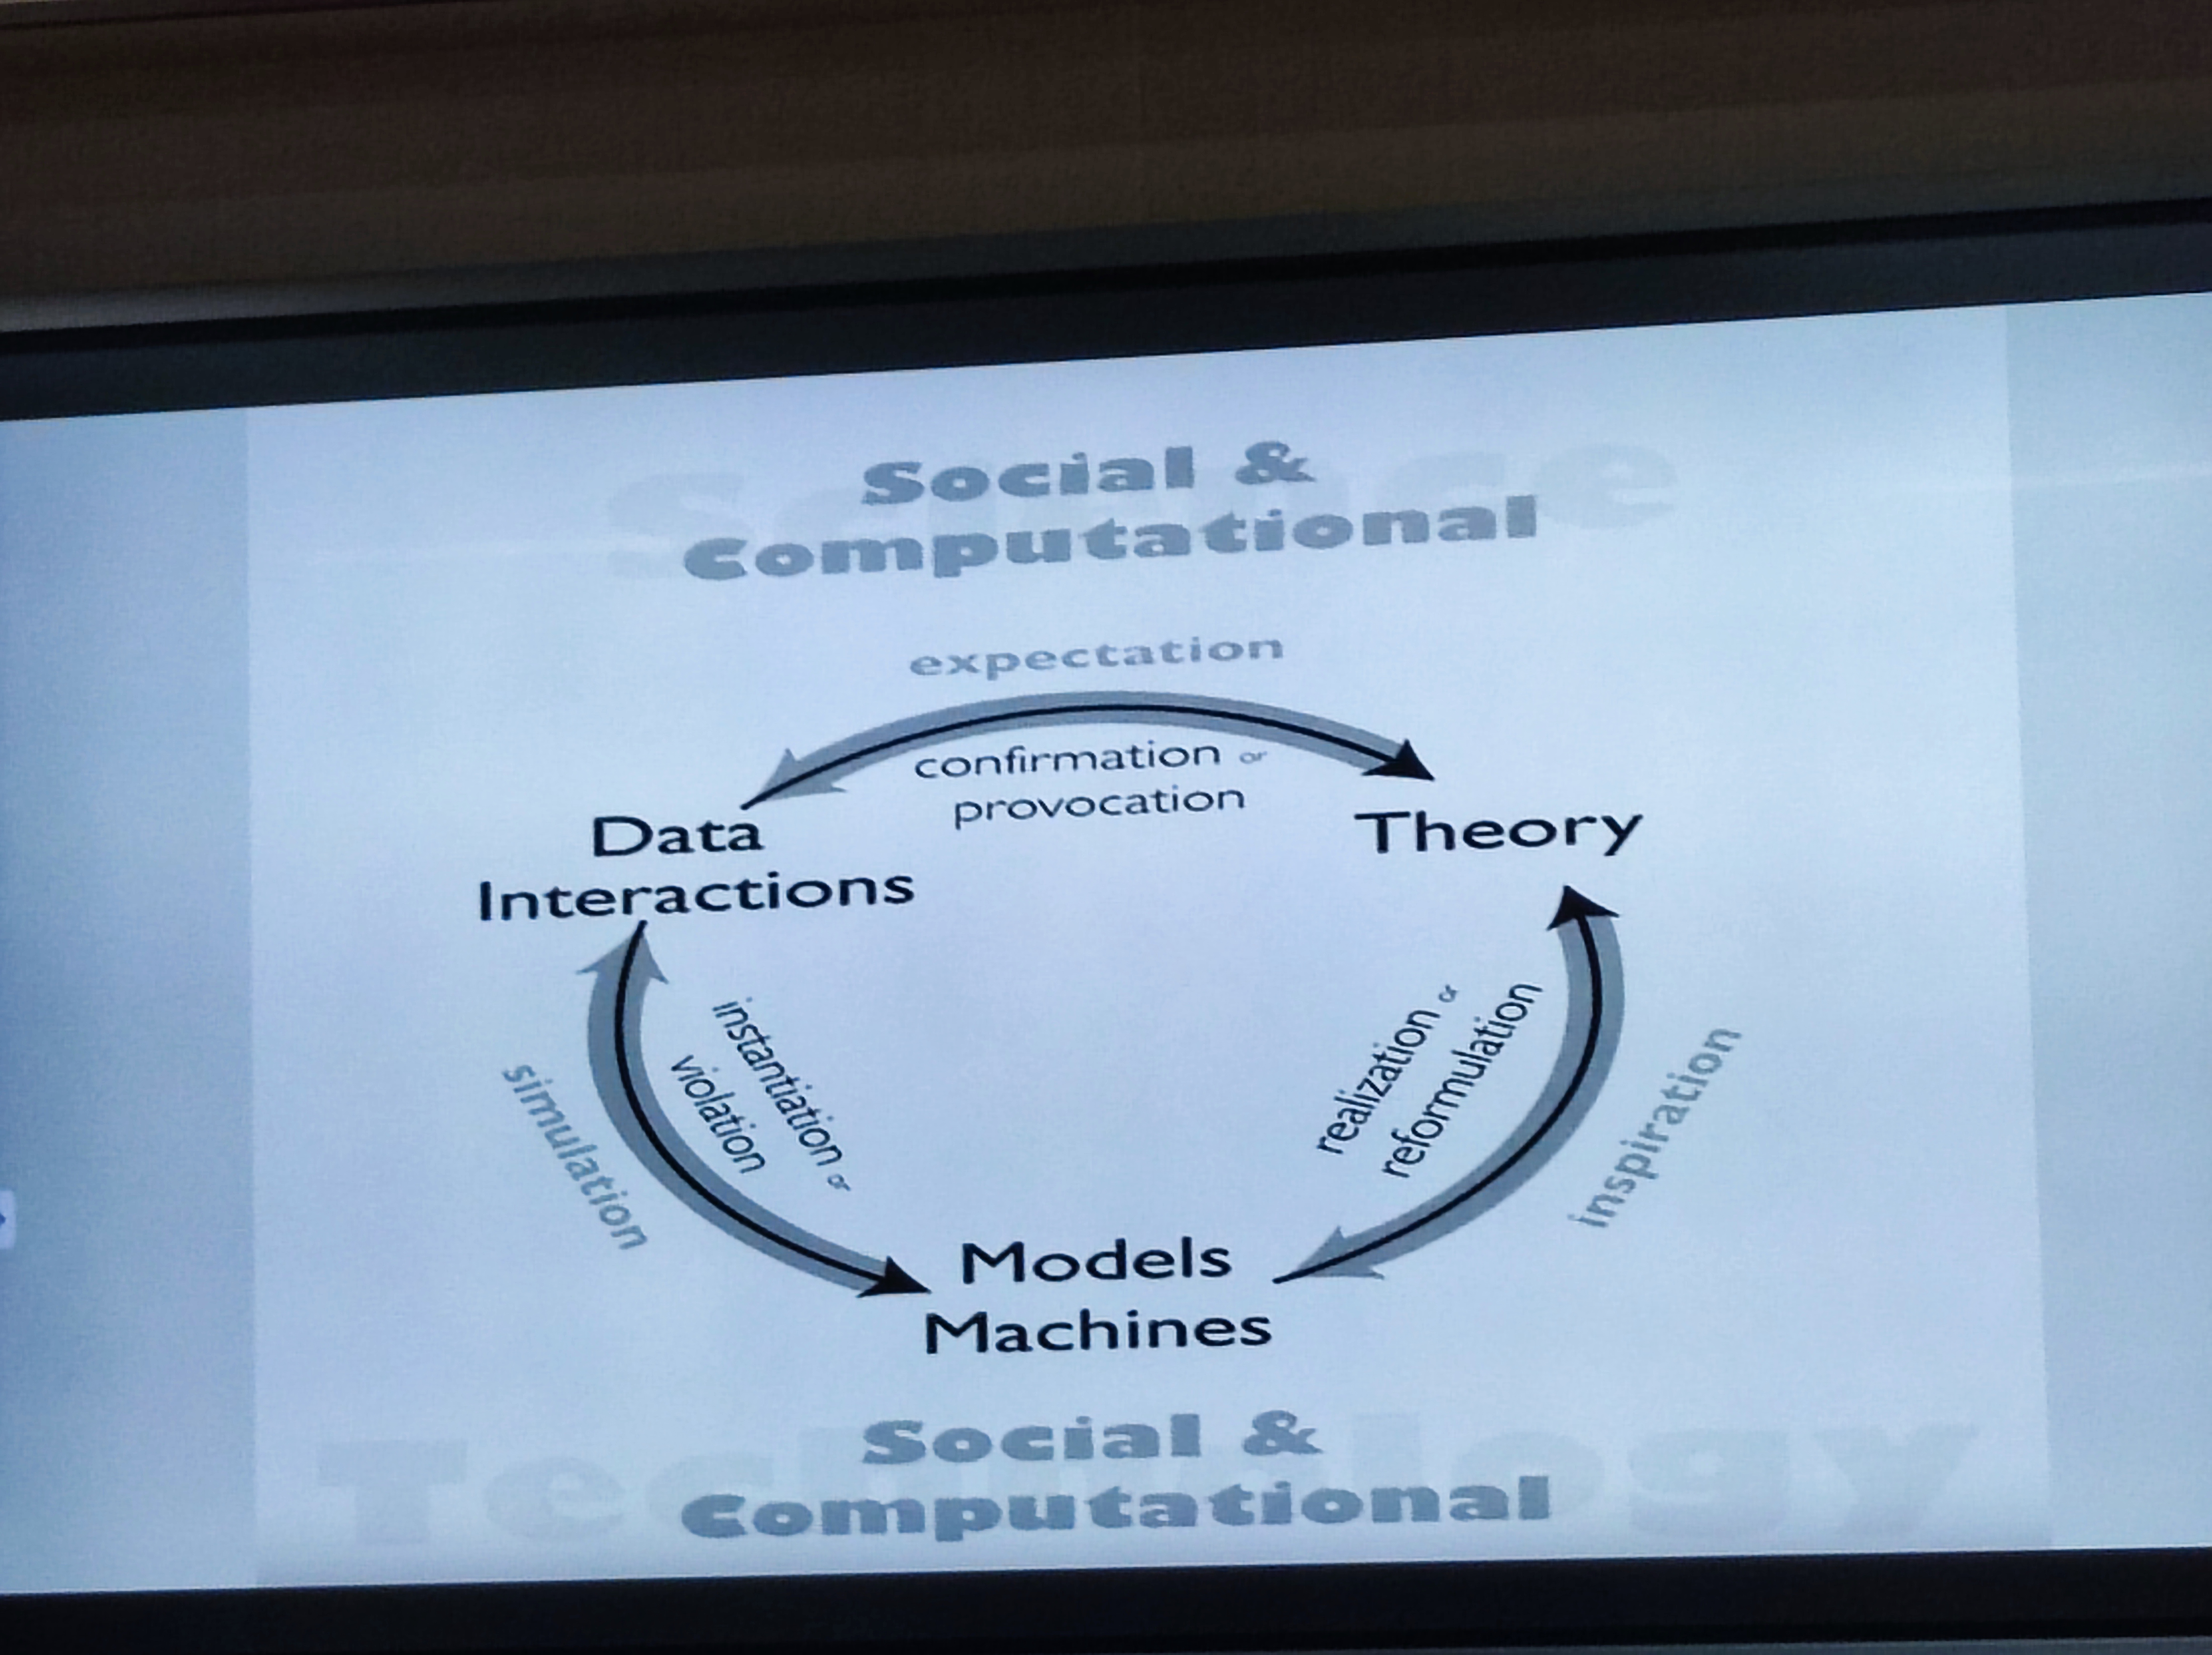 Science
Social &
Computational
expectation
confirmation or
provocation
Data
Interactions
Theory
instantiation or
violation
simulation
realization or
reformulation
inspiration
Models
Machines
Technology
Social &
Computational